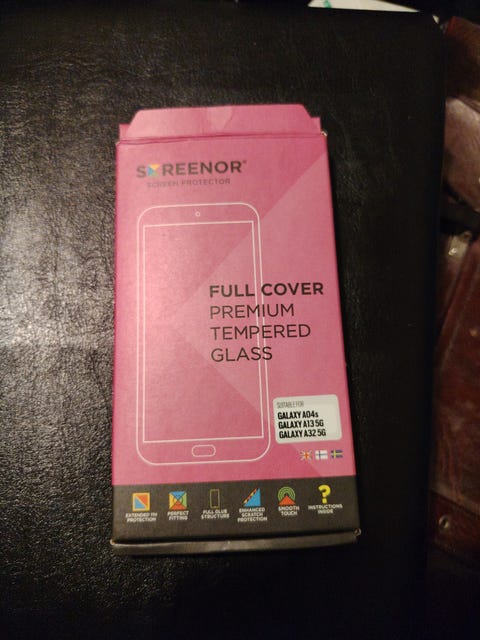 SCREENOR®
SCREEN PROTECTOR
FULL COVER
PREMIUM
TEMPERED
GLASS
SUITABLE FOR
GALAXY A04s
GALAXY A13 5G
GALAXY A32 5G
EXTENDED 9H
PROTECTION
PERFECT
FITTING
FULL GLUE
STRUCTURE
ENHANCED
SCRATCH
PROTECTION
SMOOTH
TOUCH
?
INSTRUCTIONS
INSIDE